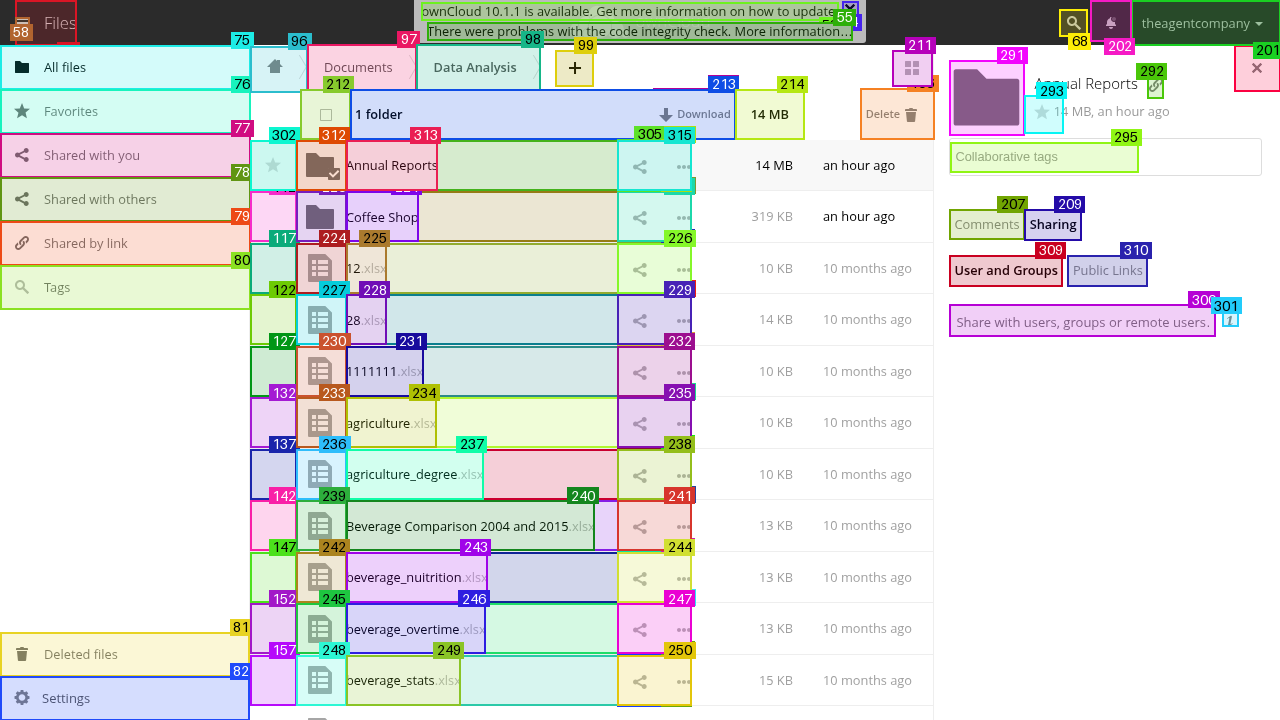 ownCloud 10.1.1 is available. Get more information on how to update
There were problems with the code integrity check. More information...
55
58 Files
68
202
theagentcompany
75 96 97 98 99 211 201
All files
Documents
Data Analysis
+
291
Annual Reports
292
293
14 MB, an hour ago
76 212 213 214
Favorites
1 folder
Download
14 MB
Delete
77 302 312 313 305 315
Shared with you
Annual Reports
14 MB
an hour ago
295
Collaborative tags
78
Shared with others
Coffee Shop
319 KB
an hour ago
207 209
Comments
Sharing
79 117 224 225 226
Shared by link
12.xlsx
10 KB
10 months ago
309 310
User and Groups
Public Links
80 122 227 228 229
Tags
28.xlsx
14 KB
10 months ago
300 301
Share with users, groups or remote users...
127 230 231 232
1111111.xlsx
10 KB
10 months ago
132 233 234 235
agriculture.xlsx
10 KB
10 months ago
137 236 237 238
agriculture_degree.xlsx
10 KB
10 months ago
142 239 240 241
Beverage Comparison 2004 and 2015.xlsx
13 KB
10 months ago
147 242 243 244
beverage_nuitrition.xlsx
13 KB
10 months ago
152 245 246 247
beverage_overtime.xlsx
13 KB
10 months ago
81 157 248 249 250
Deleted files
beverage_stats.xlsx
15 KB
10 months ago
82
Settings